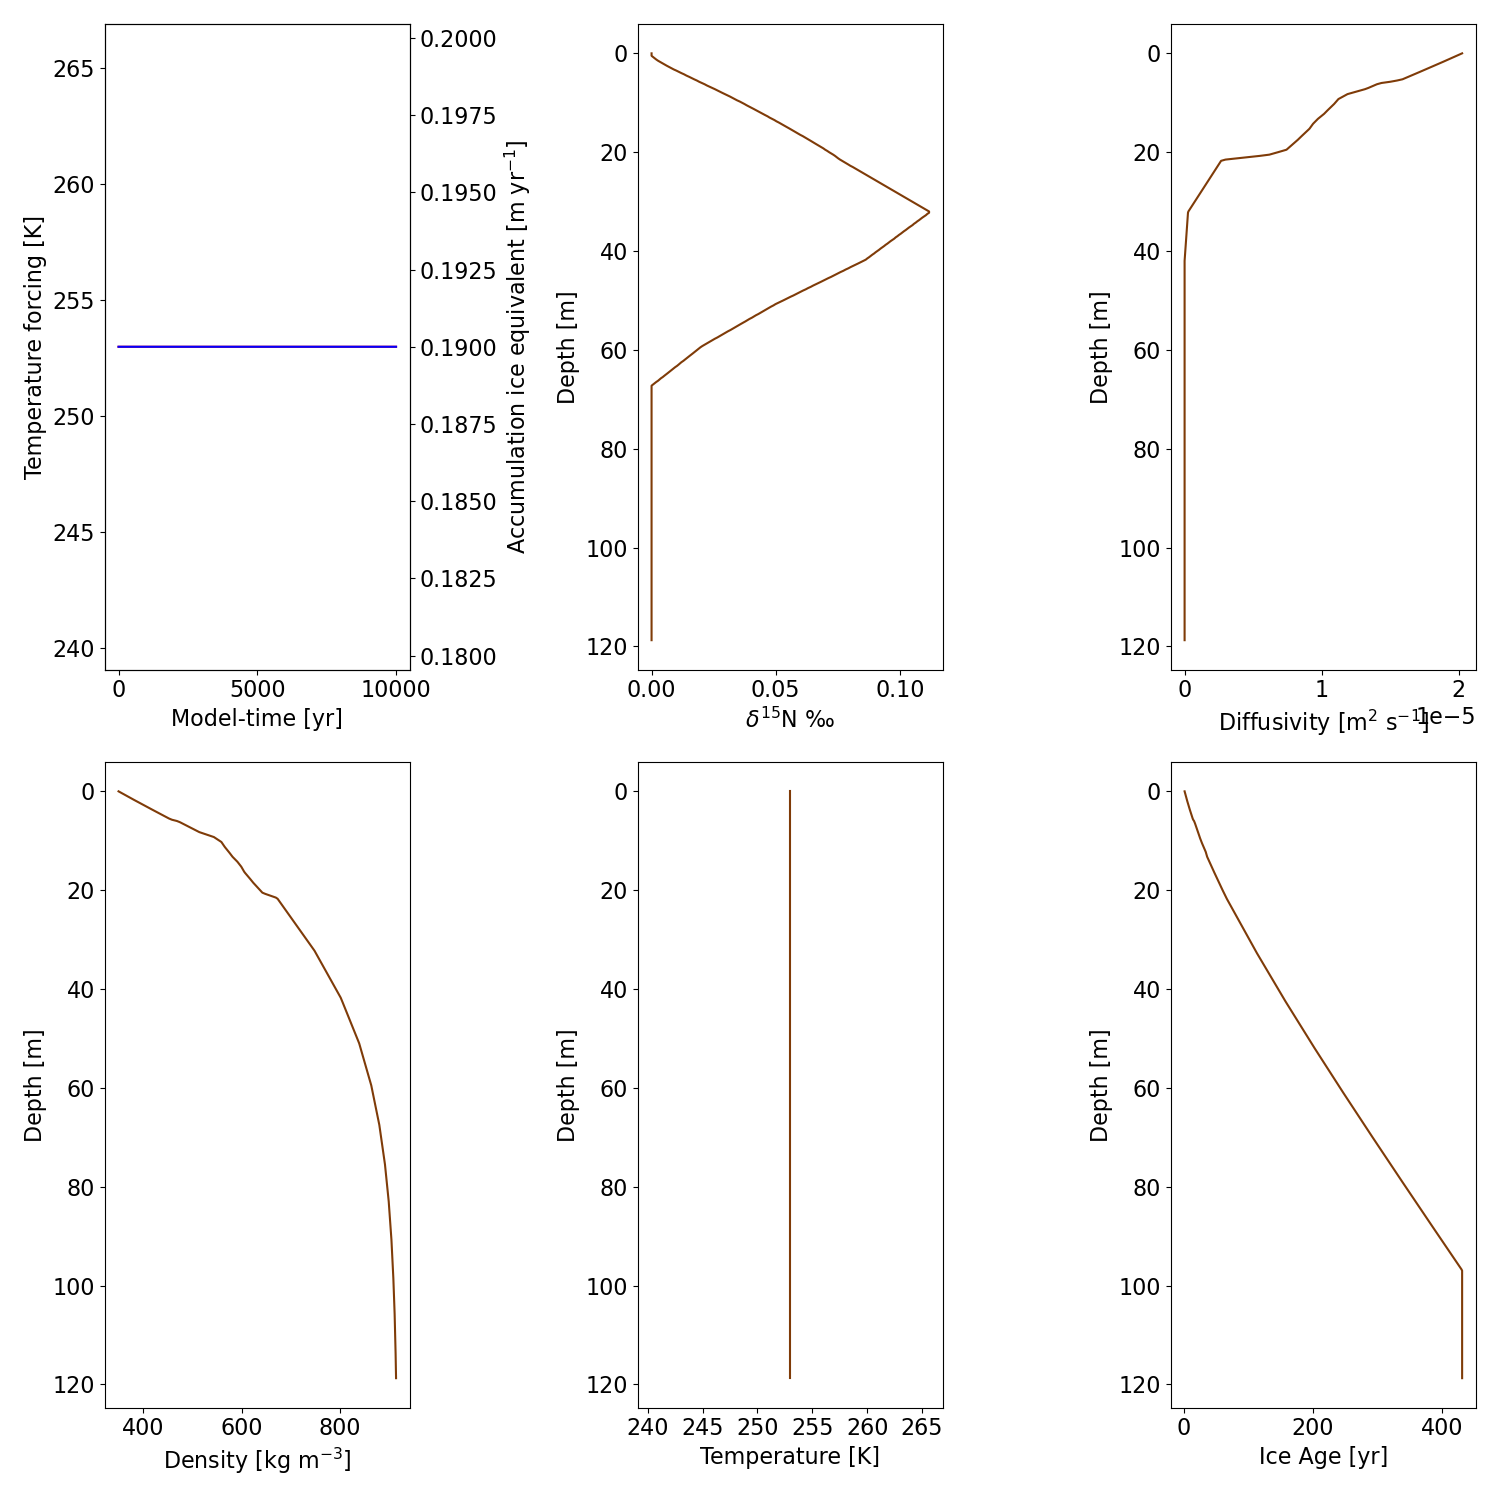 265
260
255
250
245
240
Temperature forcing [K]
0.2000
0.1975
0.1950
0.1925
0.1900
0.1875
0.1850
0.1825
0.1800
Accumulation ice equivalent [m yr⁻¹]
0 5000 10000
Model-time [yr]
0
20
40
60
80
100
120
Depth [m]
0.00 0.05 0.10
δ¹⁵N ‰
0
20
40
60
80
100
120
Depth [m]
0 1 2
1e−5
Diffusivity [m² s⁻¹]
0
20
40
60
80
100
120
Depth [m]
400 600 800
Density [kg m⁻³]
0
20
40
60
80
100
120
Depth [m]
240 245 250 255 260 265
Temperature [K]
0
20
40
60
80
100
120
Depth [m]
0 200 400
Ice Age [yr]